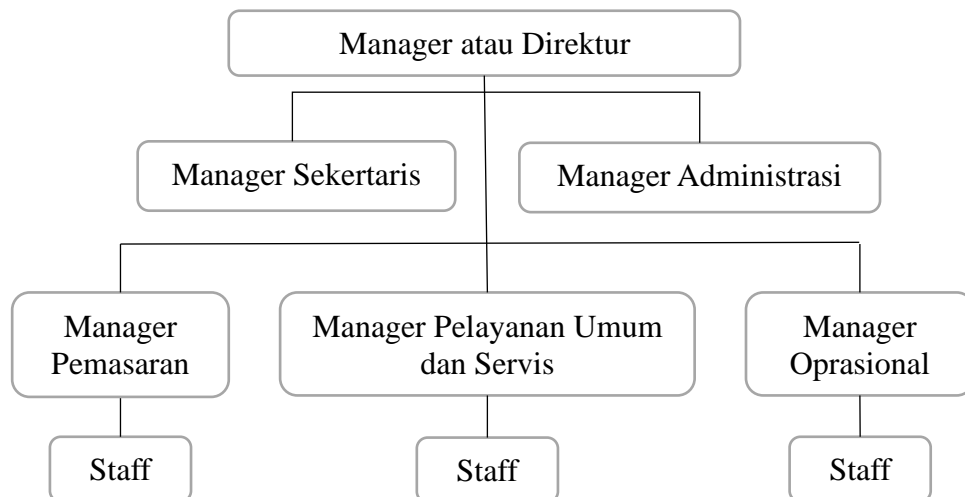 Manager atau Direktur
Manager Sekertaris
Manager Administrasi
Manager
Pemasaran
Manager Pelayanan Umum
dan Servis
Manager
Oprasional
Staff
Staff
Staff